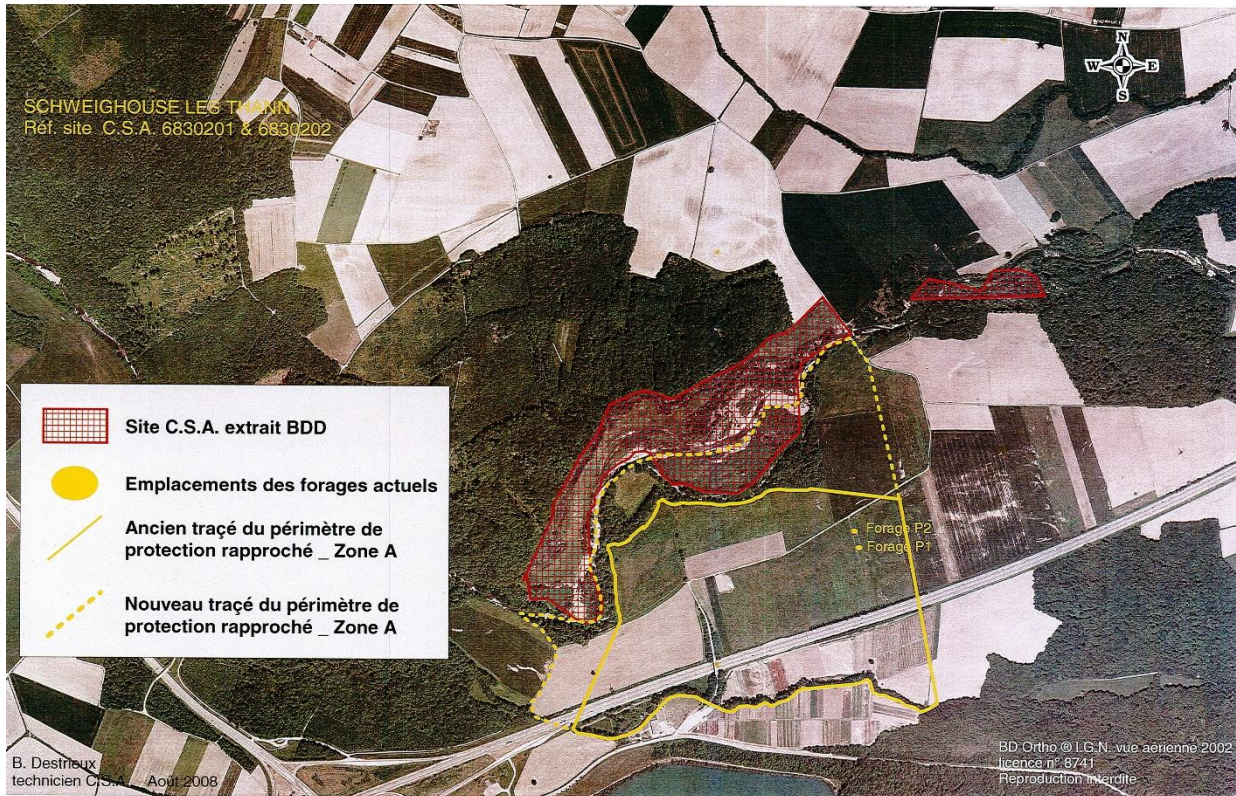 SCHWEIGHOUSE LES THANN
Réf. site C.S.A. 6830201 & 6830202
N
W E
S
Site C.S.A. extrait BDD
Emplacements des forages actuels
Ancien traçé du périmètre de
protection rapproché _ Zone A
Nouveau traçé du périmètre de
protection rapproché _ Zone A
Forage P2
Forage P1
B. Destrieux
technicien C.S.A. Août 2008
BD Ortho ® I.G.N. vue aérienne 2002
licence n° 8741
Reproduction interdite